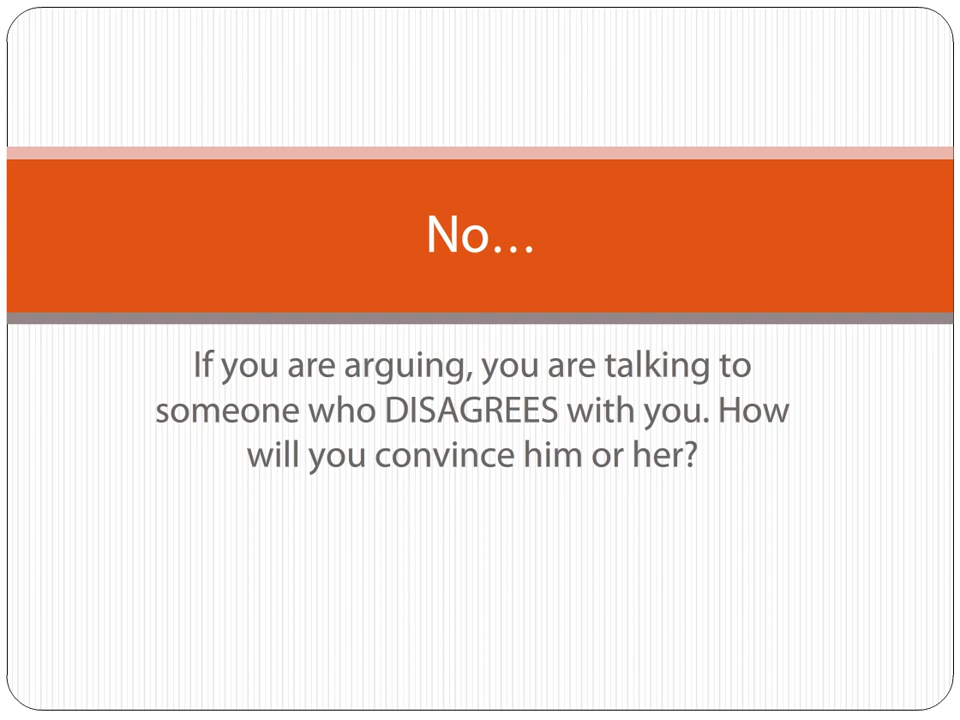 No…
If you are arguing, you are talking to
someone who DISAGREES with you. How
will you convince him or her?